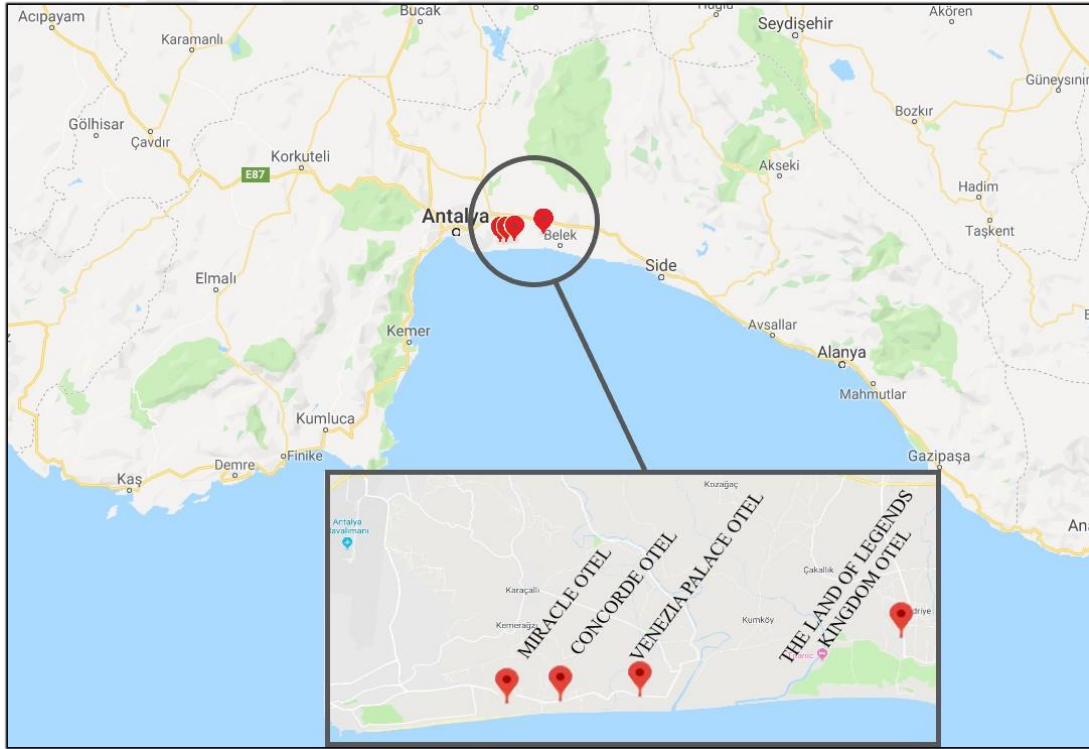 Acıpayam
Bucak
Seydişehir
Akören
Karamanlı
Güneysınır
Gölhisar
Çavdır
Bozkır
Korkuteli
E87
Akseki
Hadim
Antalya
Taşkent
Belek
Side
Elmalı
Kemer
Avsallar
Alanya
Mahmutlar
Kumluca
Finike
Demre
Kaş
Gazipaşa
Kozağaç
Antalya
Havalimanı
Karaçallı
Kemerağzı
Çakallık
Kumköy
MIRACLE OTEL
CONCORDE OTEL
VENEZIA PALACE OTEL
THE LAND OF LEGENDS
KINGDOM OTEL